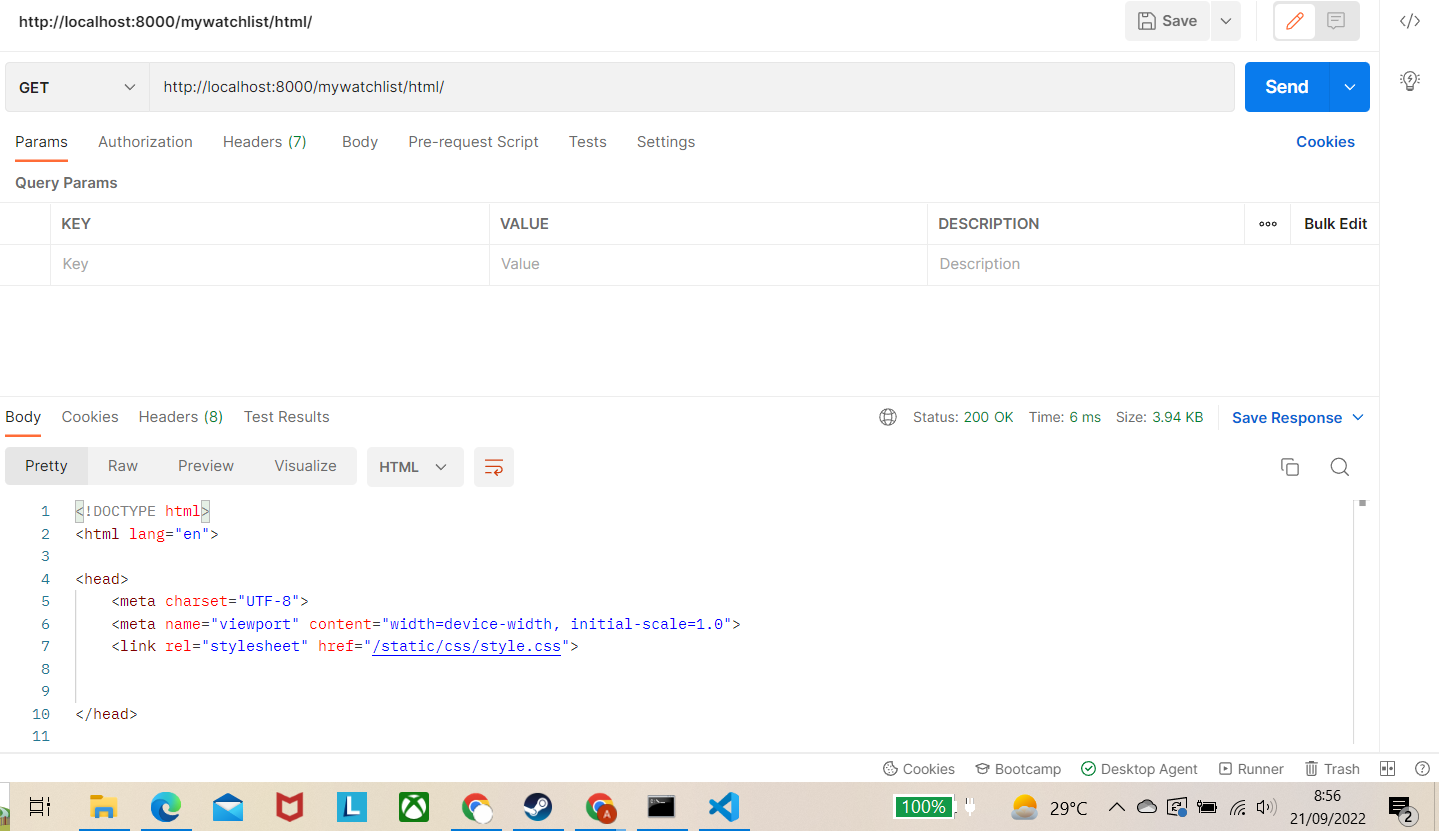 http://localhost:8000/mywatchlist/html/
Save
GET
http://localhost:8000/mywatchlist/html/
Send
Params Authorization Headers (7) Body Pre-request Script Tests Settings Cookies
Query Params
KEY VALUE DESCRIPTION Bulk Edit
Key Value Description
Body Cookies Headers (8) Test Results Status: 200 OK Time: 6 ms Size: 3.94 KB Save Response
Pretty Raw Preview Visualize HTML
1 <!DOCTYPE html>
2 <html lang="en">
3
4 <head>
5 <meta charset="UTF-8">
6 <meta name="viewport" content="width=device-width, initial-scale=1.0">
7 <link rel="stylesheet" href="/static/css/style.css">
8
9
10 </head>
11
Cookies Bootcamp Desktop Agent Runner Trash
L A 100% 29°C 8:56
21/09/2022 2